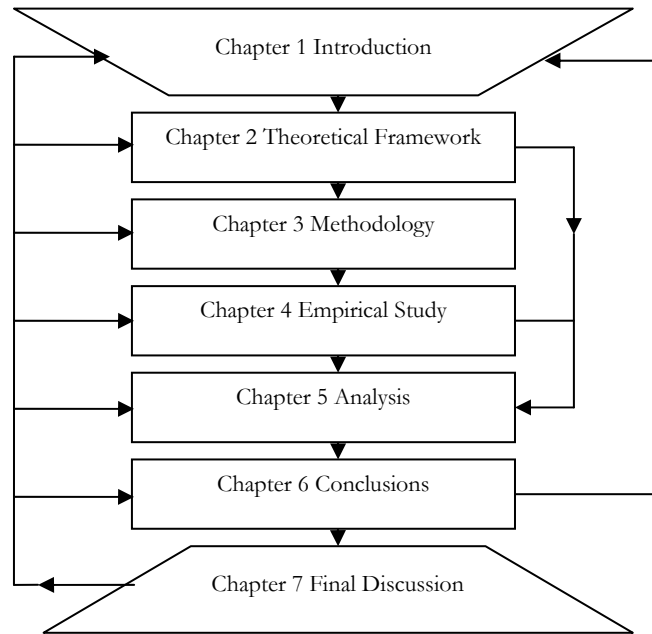 Chapter 1 Introduction
Chapter 2 Theoretical Framework
Chapter 3 Methodology
Chapter 4 Empirical Study
Chapter 5 Analysis
Chapter 6 Conclusions
Chapter 7 Final Discussion